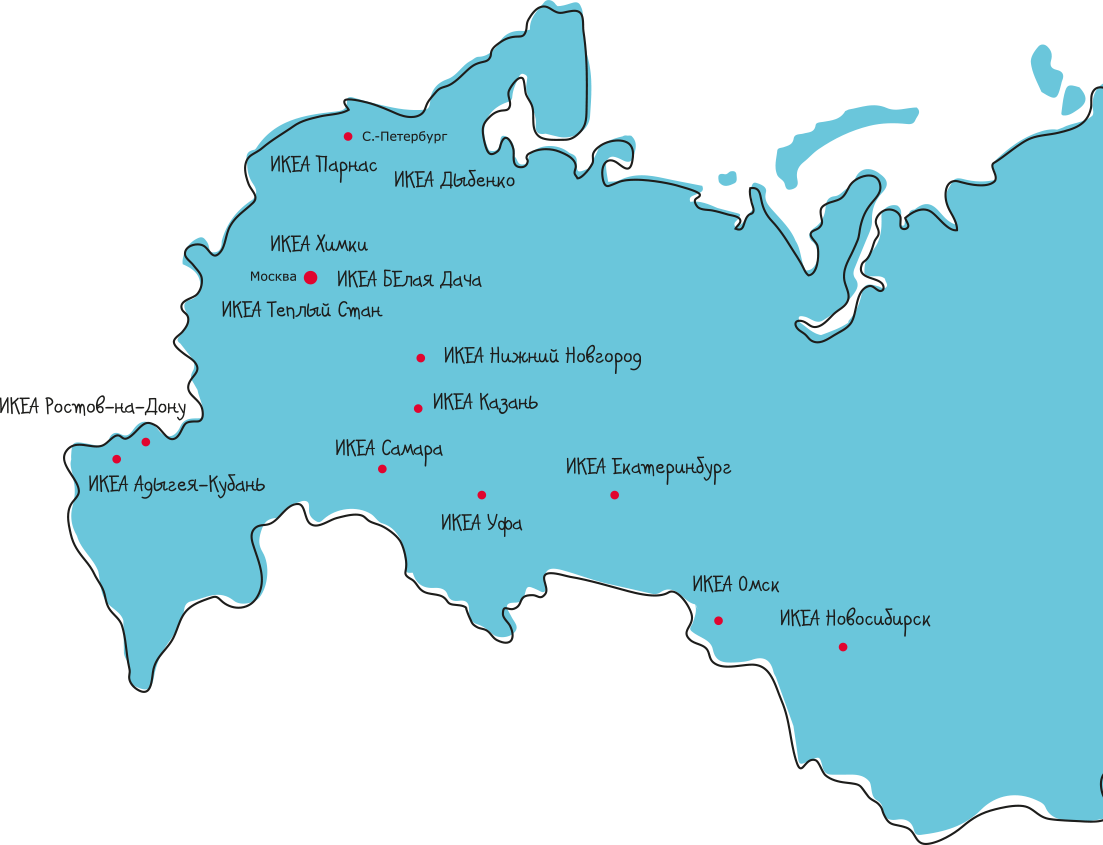 С.-Петербург
ИКЕА Парнас
ИКЕА Дыбенко
ИКЕА Химки
Москва
ИКЕА БЕлая Дача
ИКЕА Теплый Стан
ИКЕА Нижний Новгород
ИКЕА Казань
ИКЕА Ростов-на-Дону
ИКЕА Самара
ИКЕА Екатеринбург
ИКЕА Адыгея-Кубань
ИКЕА Уфа
ИКЕА Омск
ИКЕА Новосибирск